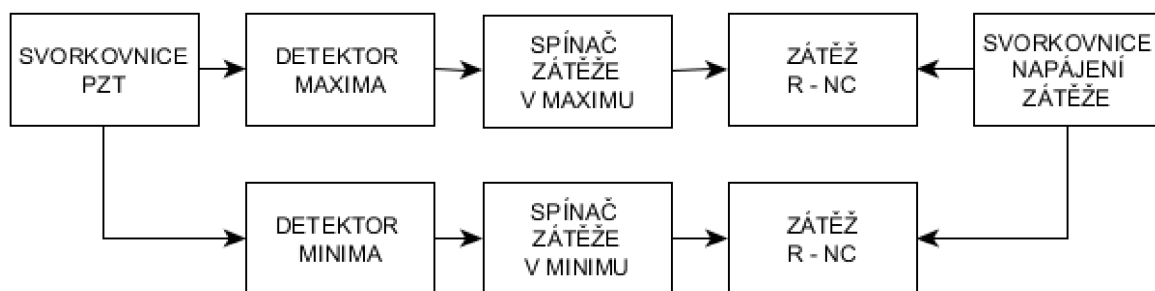 SVORKOVNICE
PZT
DETEKTOR
MAXIMA
SPÍNAČ
ZÁTĚŽE
V MAXIMU
ZÁTĚŽ
R - NC
SVORKOVNICE
NAPÁJENÍ
ZÁTĚŽE
DETEKTOR
MINIMA
SPÍNAČ
ZÁTĚŽE
V MINIMU
ZÁTĚŽ
R - NC